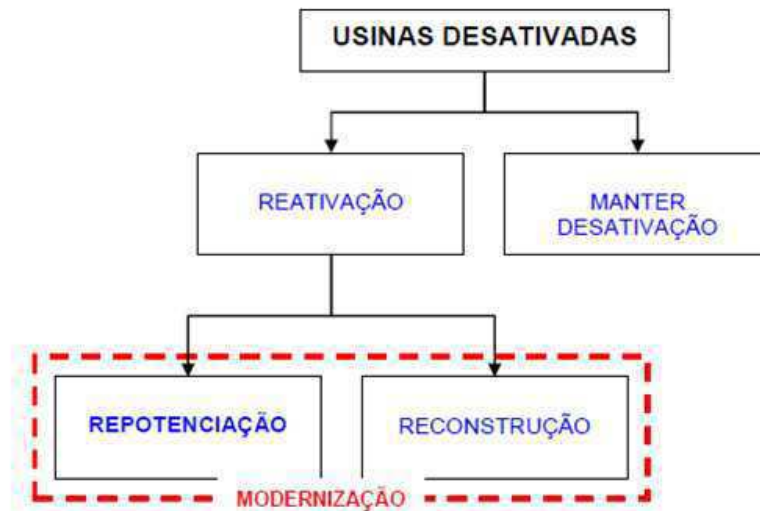 USINAS DESATIVADAS
REATIVAÇÃO
MANTER
DESATIVAÇÃO
REPOTENCIAÇÃO
RECONSTRUÇÃO
MODERNIZAÇÃO